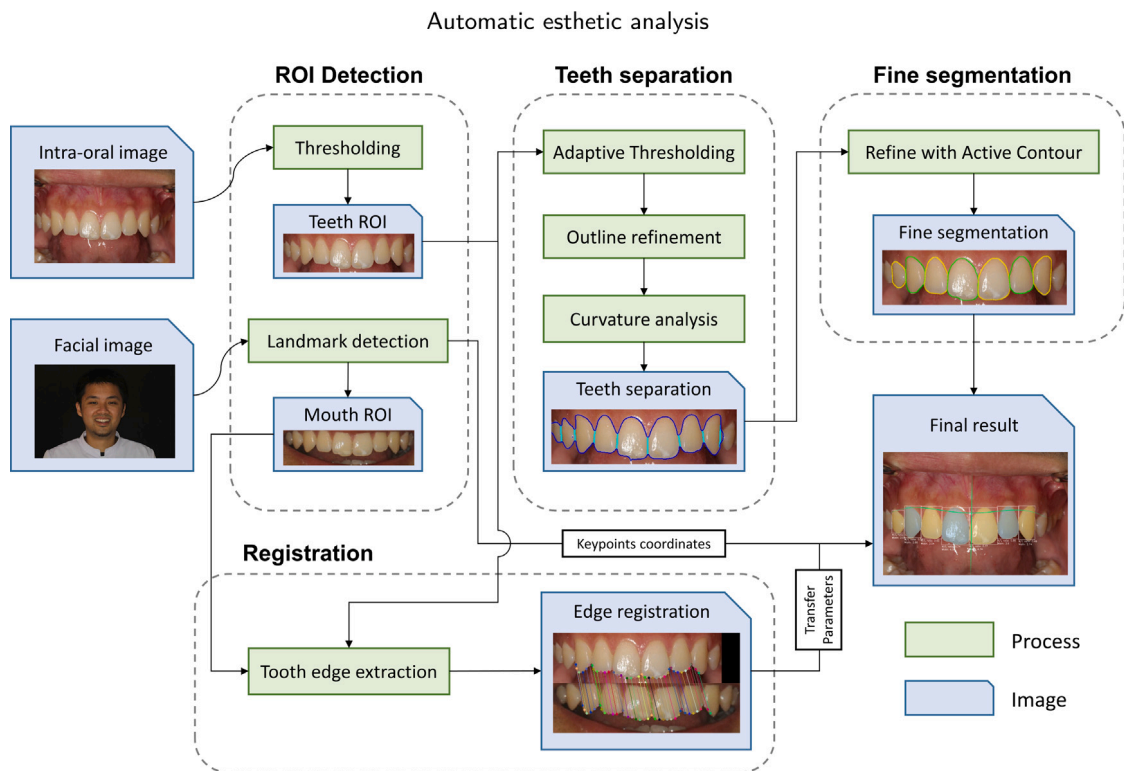 Automatic esthetic analysis
ROI Detection
Teeth separation
Fine segmentation
Intra-oral image
Thresholding
Adaptive Thresholding
Refine with Active Contour
Teeth ROI
Outline refinement
Fine segmentation
Curvature analysis
Facial image
Landmark detection
Teeth separation
Mouth ROI
Final result
Keypoints coordinates
Registration
Transfer
Parameters
Edge registration
Tooth edge extraction
Process
Image